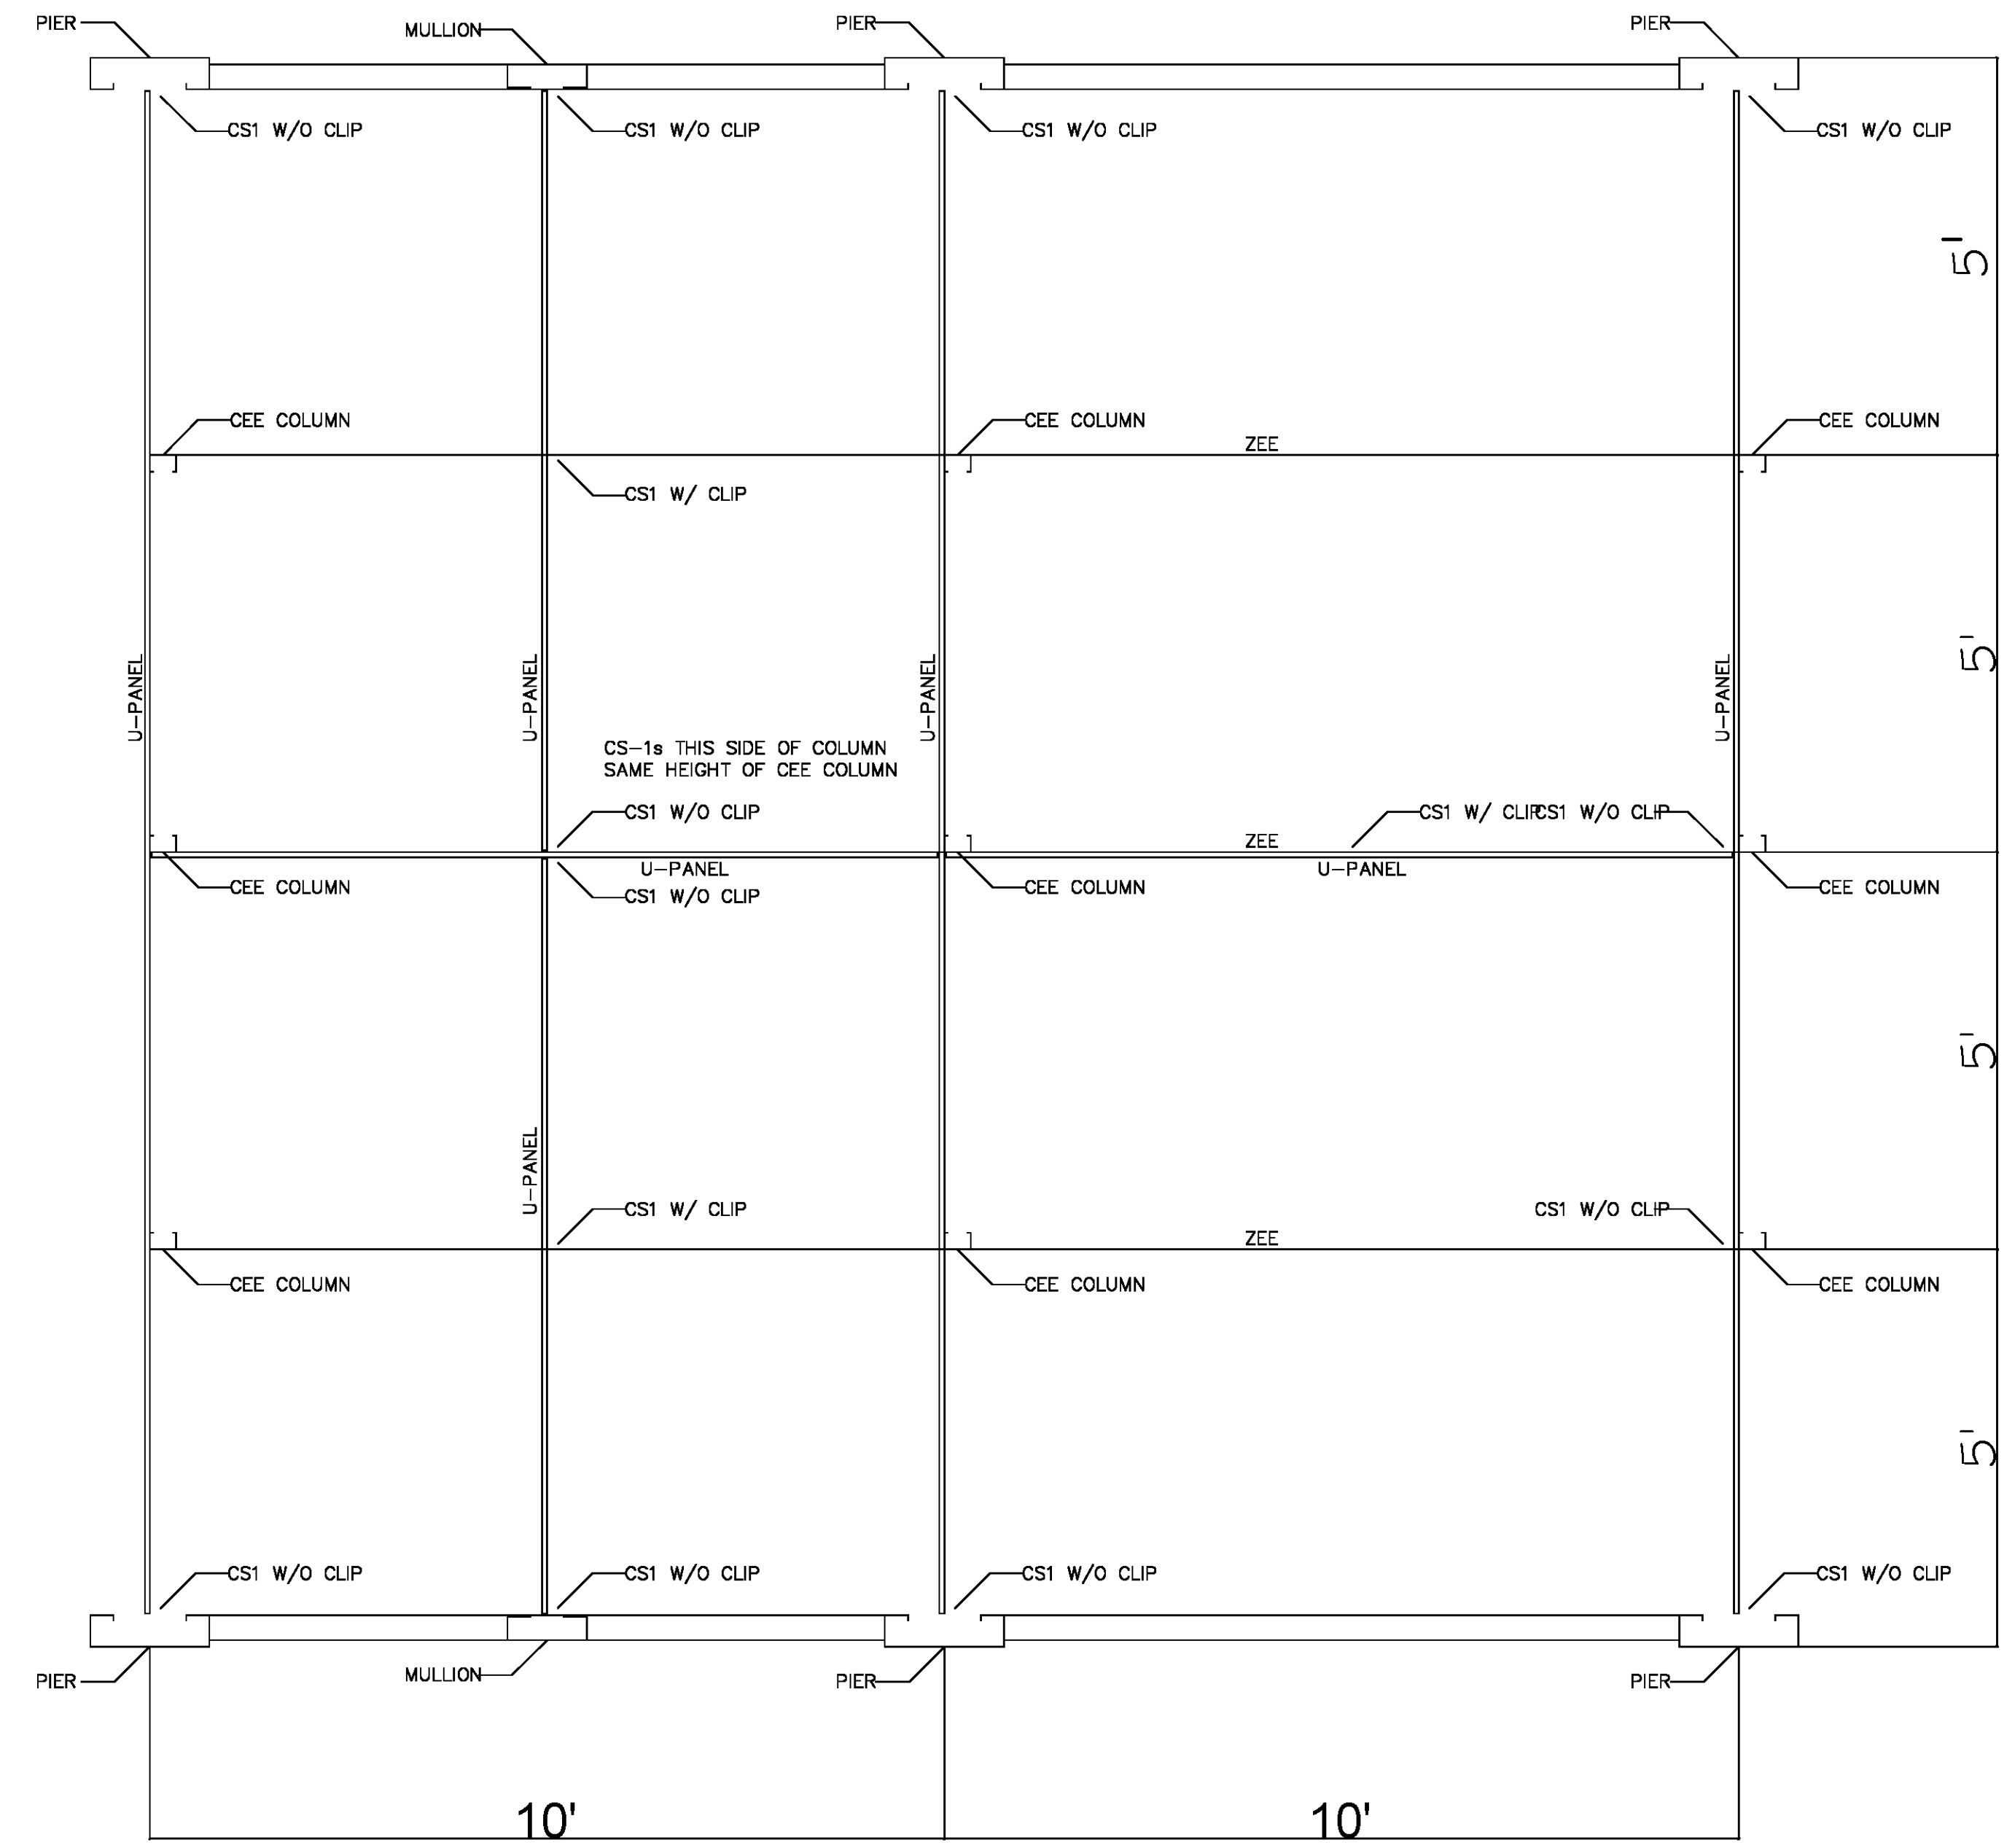 PIER
MULLION
PIER
PIER
CS1 W/O CLIP
CS1 W/O CLIP
CS1 W/O CLIP
CS1 W/O CLIP
5'
CEE COLUMN
CEE COLUMN
ZEE
CEE COLUMN
CS1 W/ CLIP
U-PANEL
U-PANEL
U-PANEL
U-PANEL
5'
CS-1s THIS SIDE OF COLUMN
SAME HEIGHT OF CEE COLUMN
CS1 W/O CLIP
ZEE
CS1 W/ CLIP
CS1 W/O CLIP
U-PANEL
U-PANEL
CEE COLUMN
CS1 W/O CLIP
CEE COLUMN
CEE COLUMN
5'
U-PANEL
CS1 W/ CLIP
CS1 W/O CLIP
ZEE
CEE COLUMN
CEE COLUMN
CEE COLUMN
5'
CS1 W/O CLIP
CS1 W/O CLIP
CS1 W/O CLIP
CS1 W/O CLIP
PIER
MULLION
PIER
PIER
10'
10'